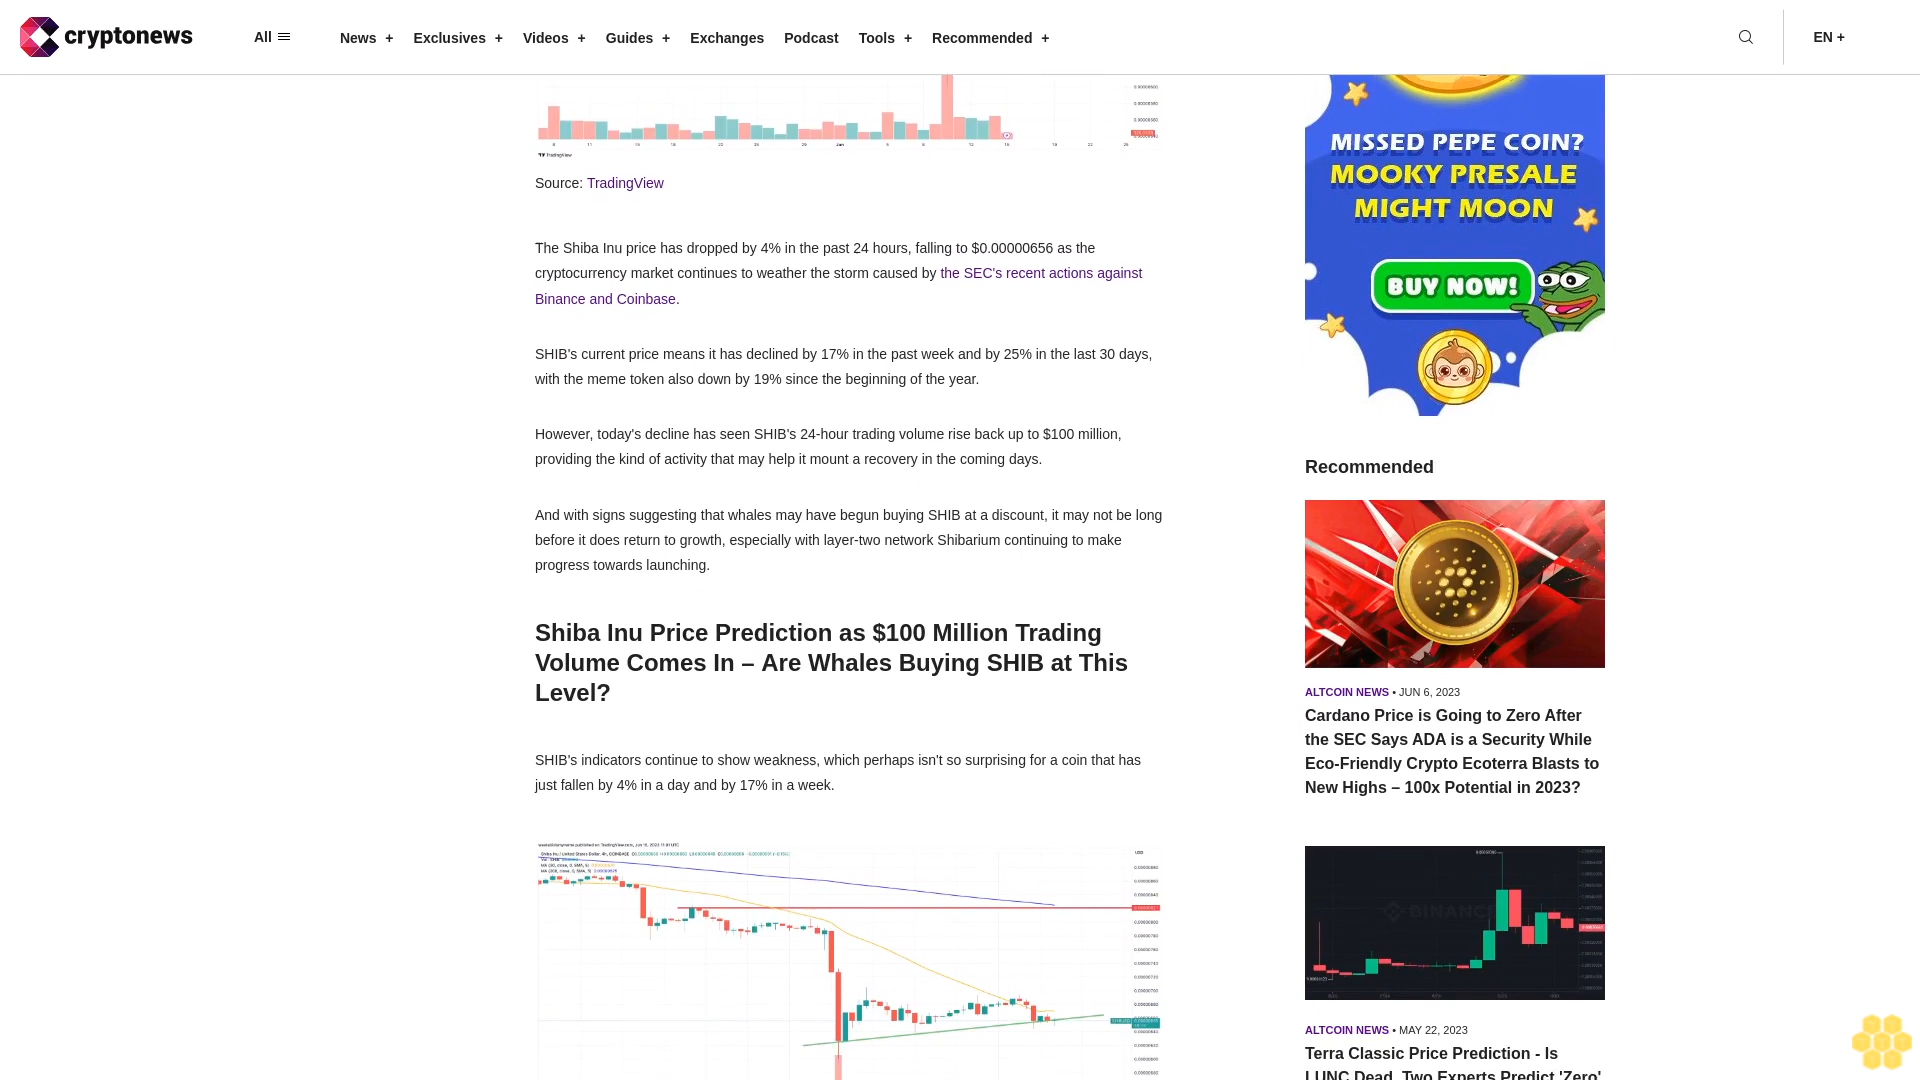 cryptonews
All
News +
Exclusives +
Videos +
Guides +
Exchanges
Podcast
Tools +
Recommended +
EN +
TradingView
Source: TradingView
The Shiba Inu price has dropped by 4% in the past 24 hours, falling to $0.00000656 as the
cryptocurrency market continues to weather the storm caused by the SEC's recent actions against
Binance and Coinbase.
SHIB's current price means it has declined by 17% in the past week and by 25% in the last 30 days,
with the meme token also down by 19% since the beginning of the year.
However, today's decline has seen SHIB's 24-hour trading volume rise back up to $100 million,
providing the kind of activity that may help it mount a recovery in the coming days.
And with signs suggesting that whales may have begun buying SHIB at a discount, it may not be long
before it does return to growth, especially with layer-two network Shibarium continuing to make
progress towards launching.
Shiba Inu Price Prediction as $100 Million Trading
Volume Comes In – Are Whales Buying SHIB at This
Level?
SHIB's indicators continue to show weakness, which perhaps isn't so surprising for a coin that has
just fallen by 4% in a day and by 17% in a week.
MISSED PEPE COIN?
MOOKY PRESALE
MIGHT MOON
BUY NOW!
Recommended
ALTCOIN NEWS • JUN 6, 2023
Cardano Price is Going to Zero After
the SEC Says ADA is a Security While
Eco-Friendly Crypto Ecoterra Blasts to
New Highs – 100x Potential in 2023?
BINANCE
ALTCOIN NEWS • MAY 22, 2023
Terra Classic Price Prediction - Is
LUNC Dead, Two Experts Predict 'Zero'